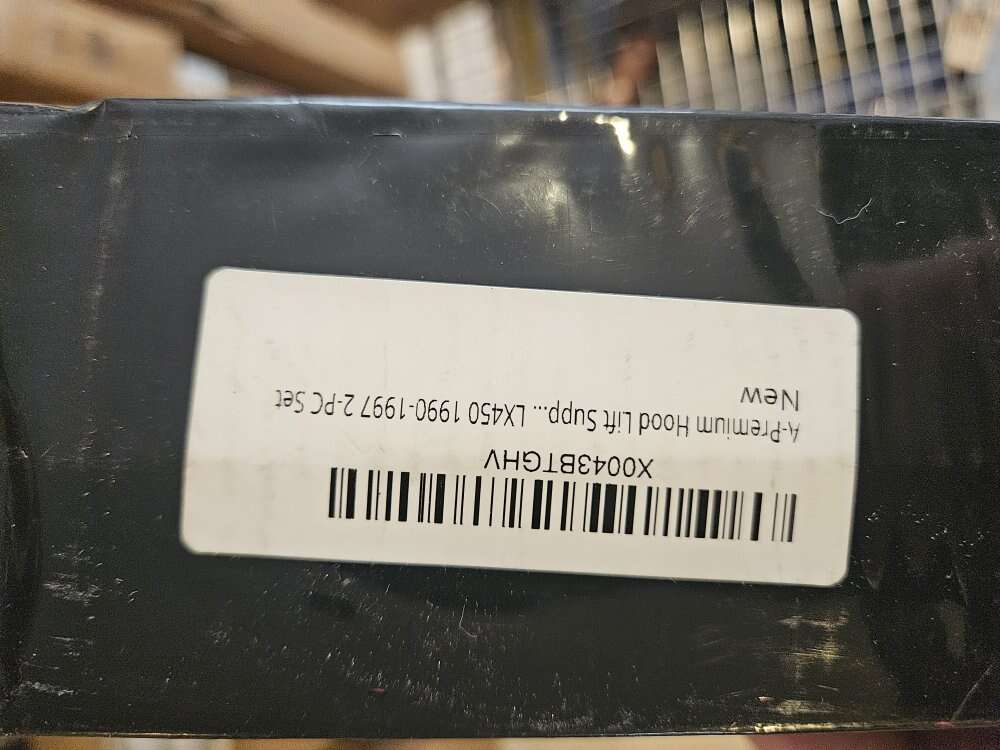 X0043BTGHV
A-Premium Hood Lift Supp... LX450 1990-1997 2-PC Set
New